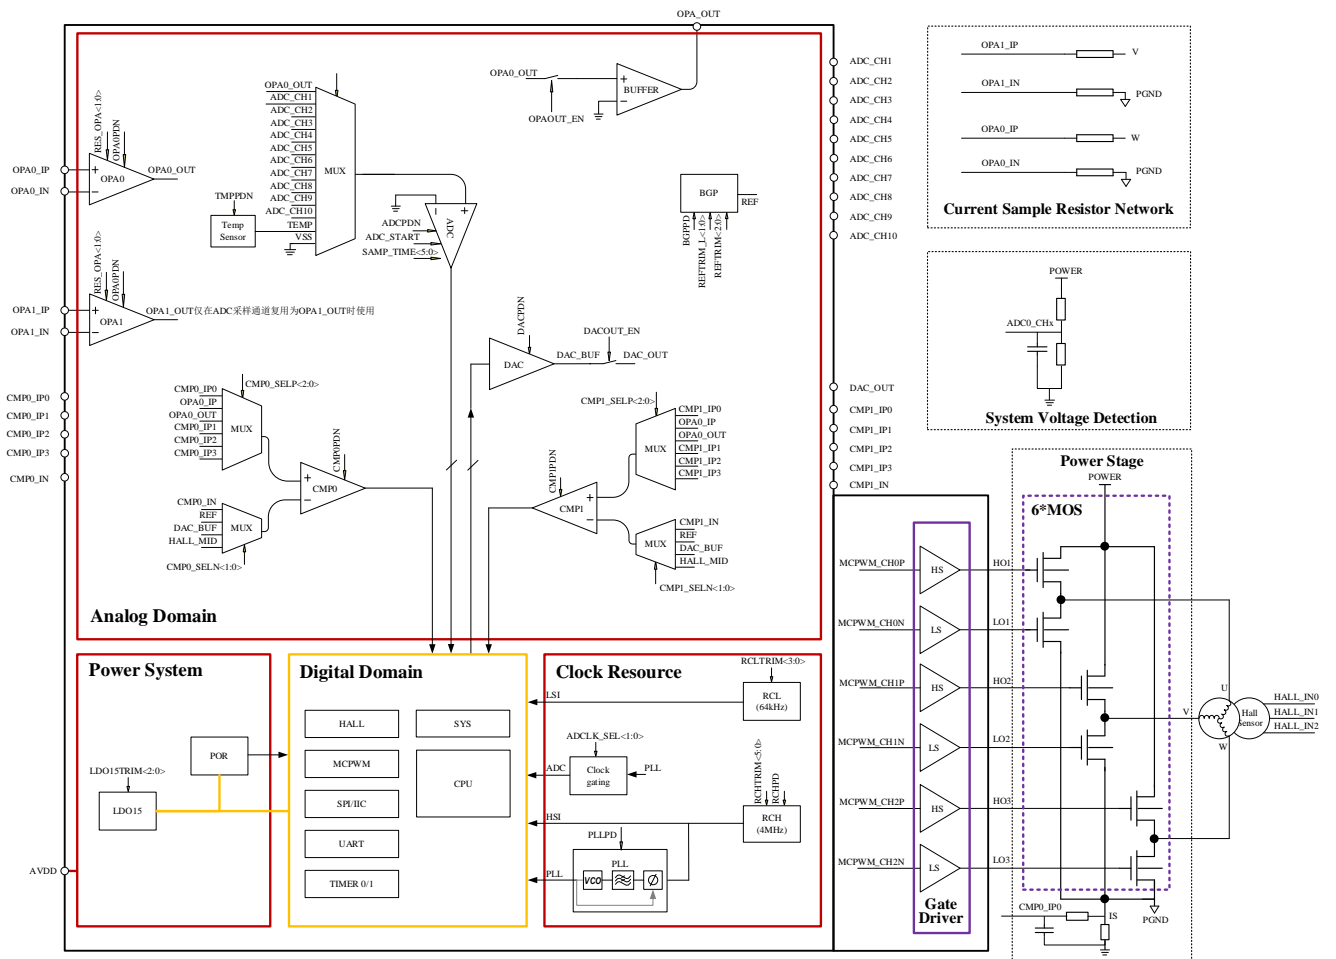 OPA_OUT
OPA0_OUT
OPAOUT_EN
BUFFER
OPA0_OUT
ADC_CH1
ADC_CH2
ADC_CH3
ADC_CH4
ADC_CH5
ADC_CH6
ADC_CH7
ADC_CH8
ADC_CH9
ADC_CH10
TEMP
VSS
MUX
TMPPDN
Temp
Sensor
RES_OPA<1:0>
OPA0PDN
OPA0_IP
OPA0_IN
OPA0
OPA0_OUT
RES_OPA<1:0>
OPA0PDN
OPA1_IP
OPA1_IN
OPA1
OPA1_OUT仅在ADC采样通道复用为OPA1_OUT时使用
ADC
ADCPDN
ADC_START
SAMP_TIME<5:0>
BGP
REF
BGPPD
REFTRIM_L<1:0>
REFTRIM<2:0>
DACPDN
DAC
DAC_BUF
DACOUT_EN
DAC_OUT
CMP0_IP0
CMP0_IP1
CMP0_IP2
CMP0_IP3
CMP0_IN
CMP0_IP0
OPA0_IP
OPA0_OUT
CMP0_IP1
CMP0_IP2
CMP0_IP3
MUX
CMP0_SELP<2:0>
CMP0_IN
REF
DAC_BUF
HALL_MID
MUX
CMP0_SELN<1:0>
CMP0PDN
CMP0
CMP1_SELP<2:0>
MUX
CMP1_IP0
OPA0_IP
OPA0_OUT
CMP1_IP1
CMP1_IP2
CMP1_IP3
CMP1PDN
CMP1
MUX
CMP1_IN
REF
DAC_BUF
HALL_MID
CMP1_SELN<1:0>
Analog Domain
ADC_CH1
ADC_CH2
ADC_CH3
ADC_CH4
ADC_CH5
ADC_CH6
ADC_CH7
ADC_CH8
ADC_CH9
ADC_CH10
DAC_OUT
CMP1_IP0
CMP1_IP1
CMP1_IP2
CMP1_IP3
CMP1_IN
OPA1_IP
V
OPA1_IN
PGND
OPA0_IP
W
OPA0_IN
PGND
Current Sample Resistor Network
POWER
ADC0_CHx
System Voltage Detection
Power System
POR
LDO15TRIM<2:0>
LDO15
AVDD
Digital Domain
HALL
SYS
MCPWM
CPU
SPI/IIC
UART
TIMER 0/1
Clock Resource
RCLTRIM<3:0>
LSI
RCL
(64kHz)
ADCLK_SEL<1:0>
ADC
Clock
gating
PLL
RCHTRIM<5:0>
RCHPD
HSI
RCH
(4MHz)
PLLPD
PLL
PLL
VCO
Ø
MCPWM_CH0P
HS
HO1
MCPWM_CH0N
LS
LO1
MCPWM_CH1P
HS
HO2
MCPWM_CH1N
LS
LO2
MCPWM_CH2P
HS
HO3
MCPWM_CH2N
LS
LO3
Gate
Driver
Power Stage
POWER
6*MOS
U
V
W
Hall
Sensor
HALL_IN0
HALL_IN1
HALL_IN2
CMP0_IP0
IS
PGND